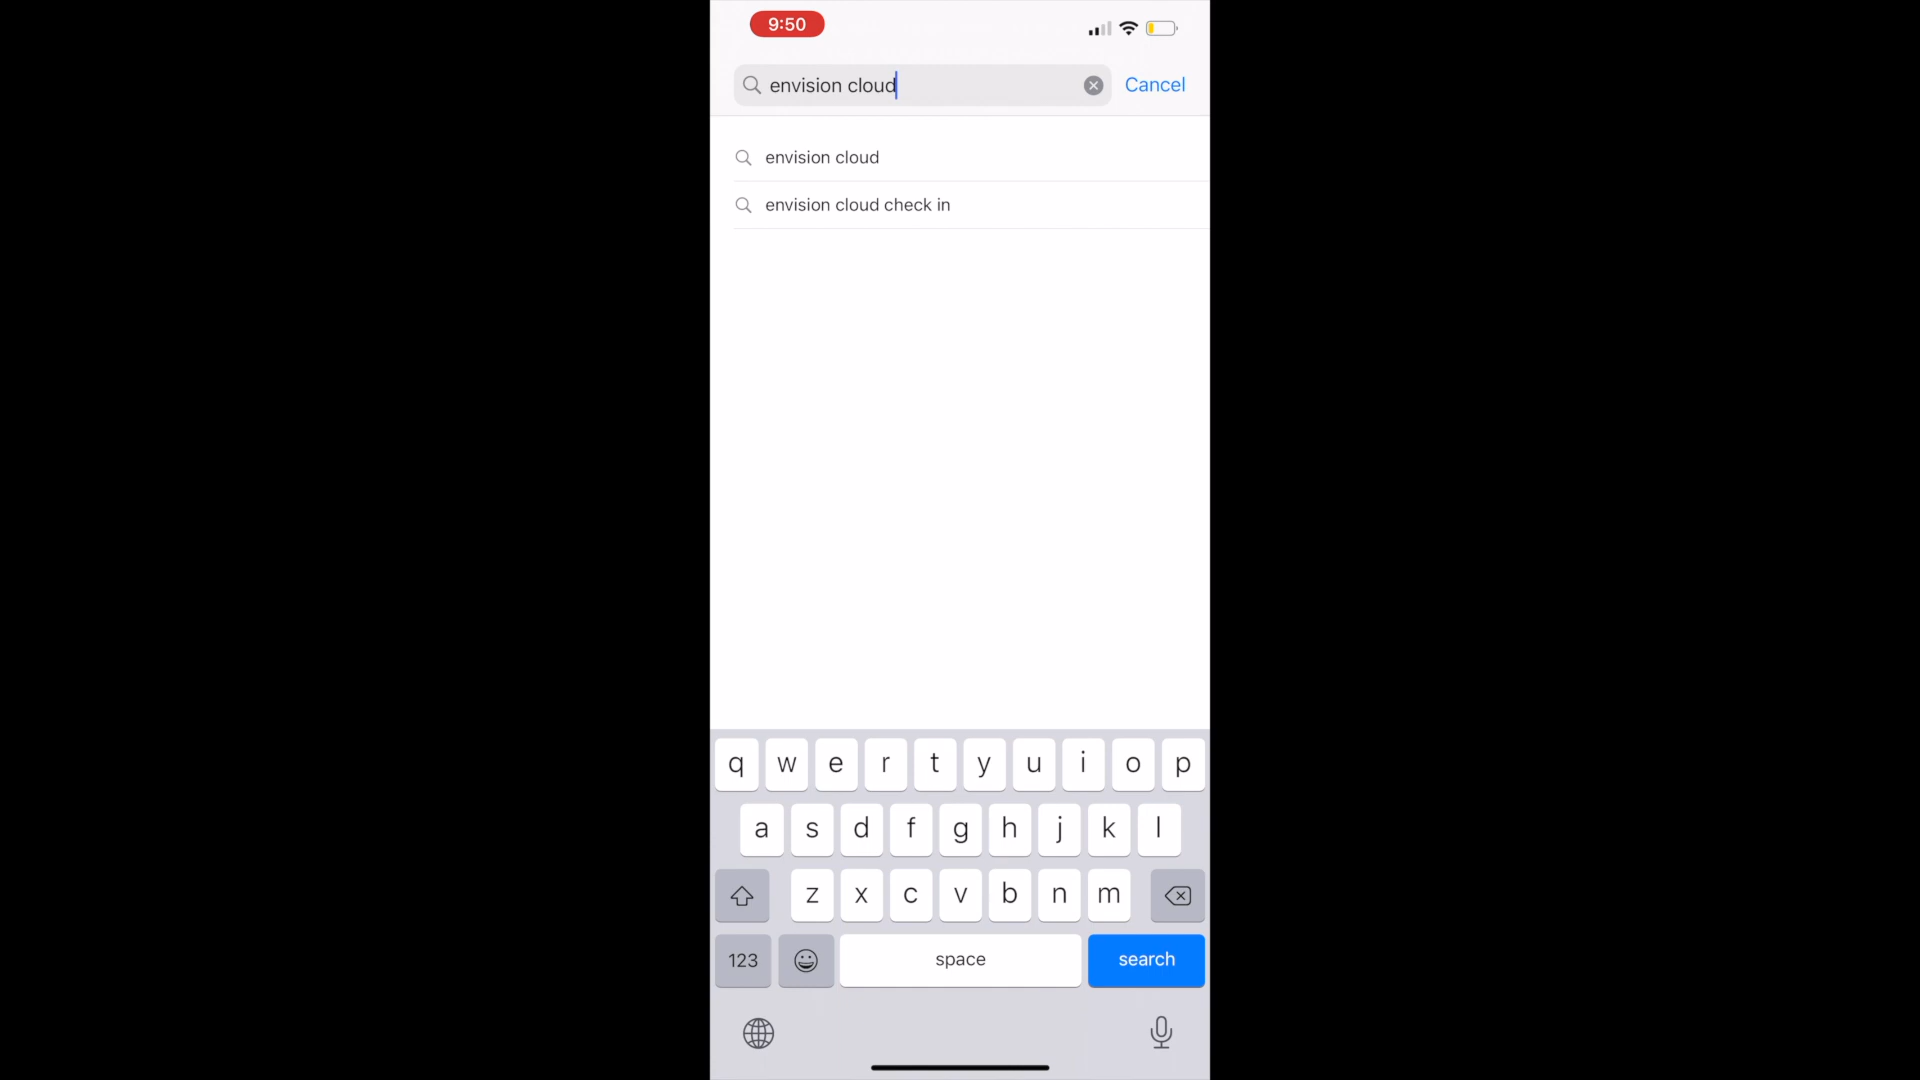 9:50
envision cloud
Cancel
envision cloud
envision cloud check in
q w e r t y u i o p
a s d f g h j k l
z x c v b n m
123 space search